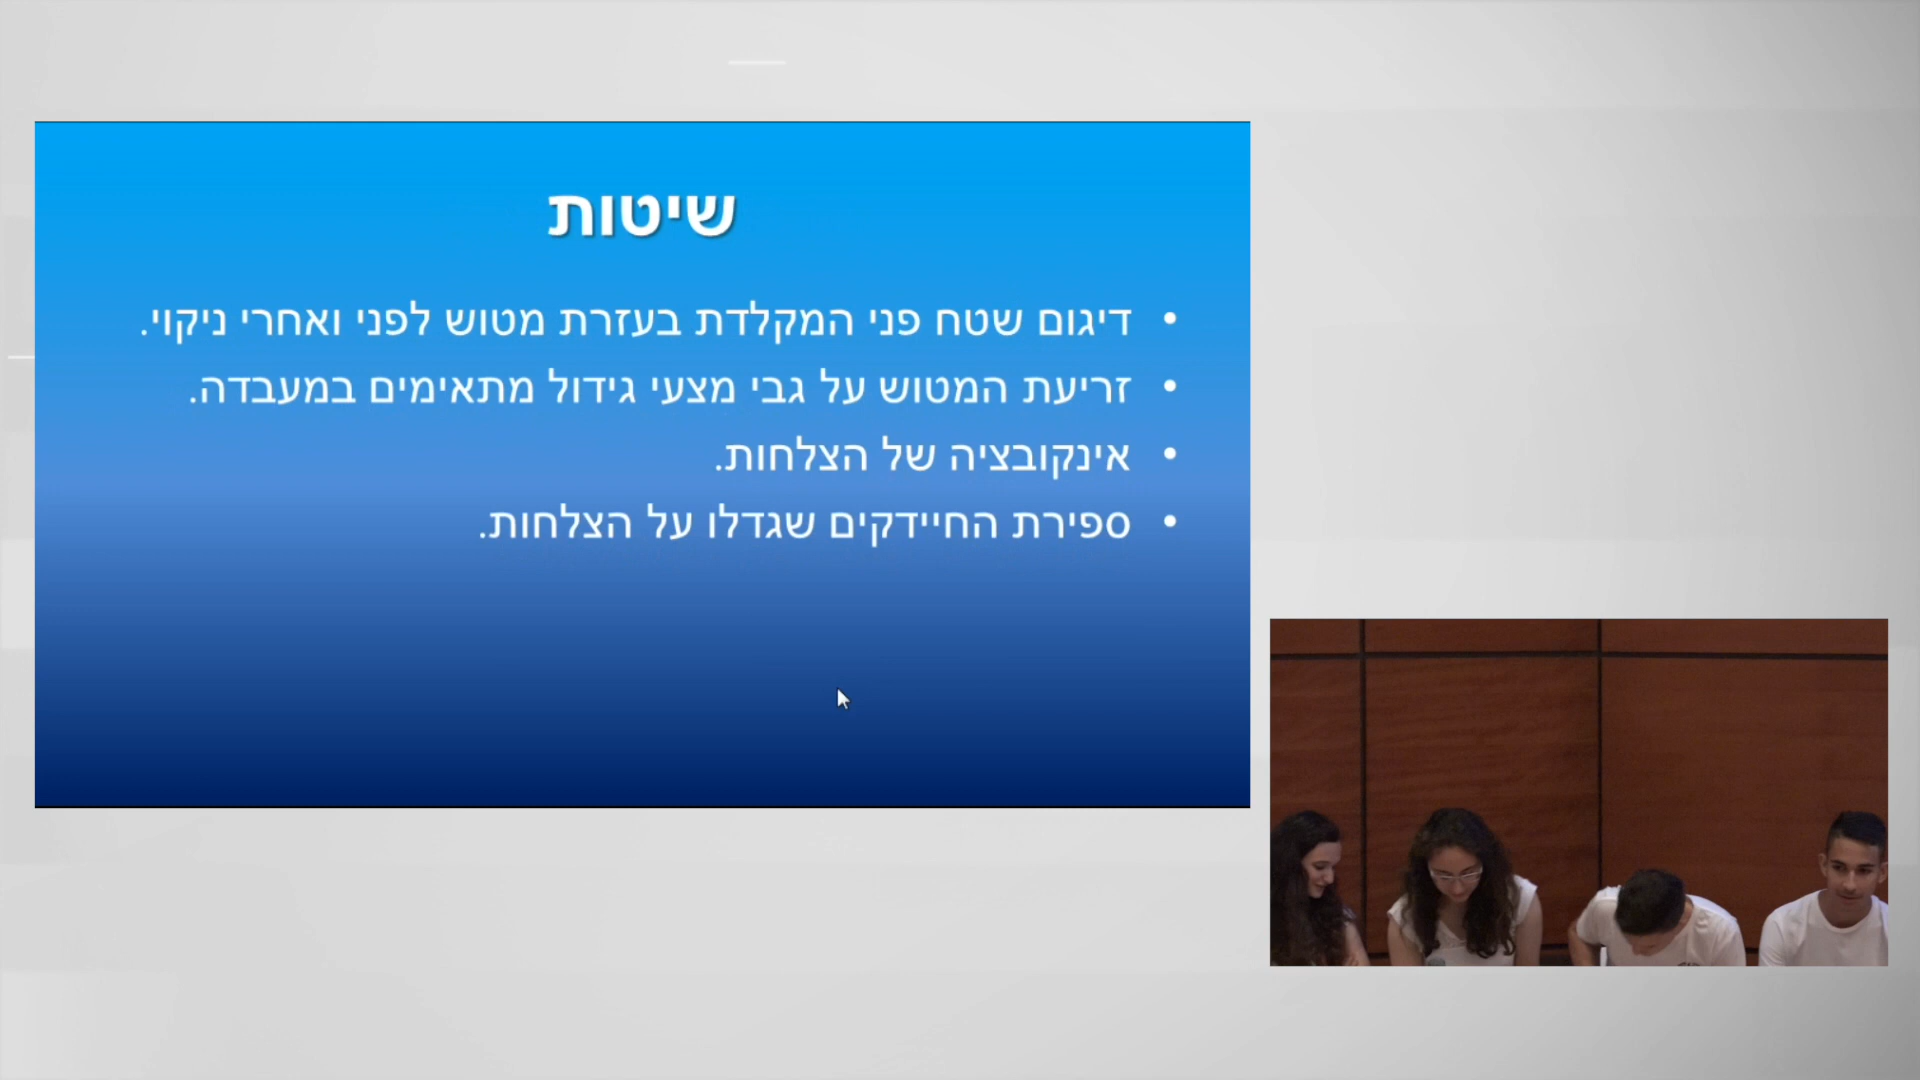 שיטות
• דיגום שטח פני המקלדת בעזרת מטוש לפני ואחרי ניקוי.
• זריעת המטוש על גבי מצעי גידול מתאימים במעבדה.
• אינקובציה של הצלחות.
• ספירת החיידקים שגדלו על הצלחות.